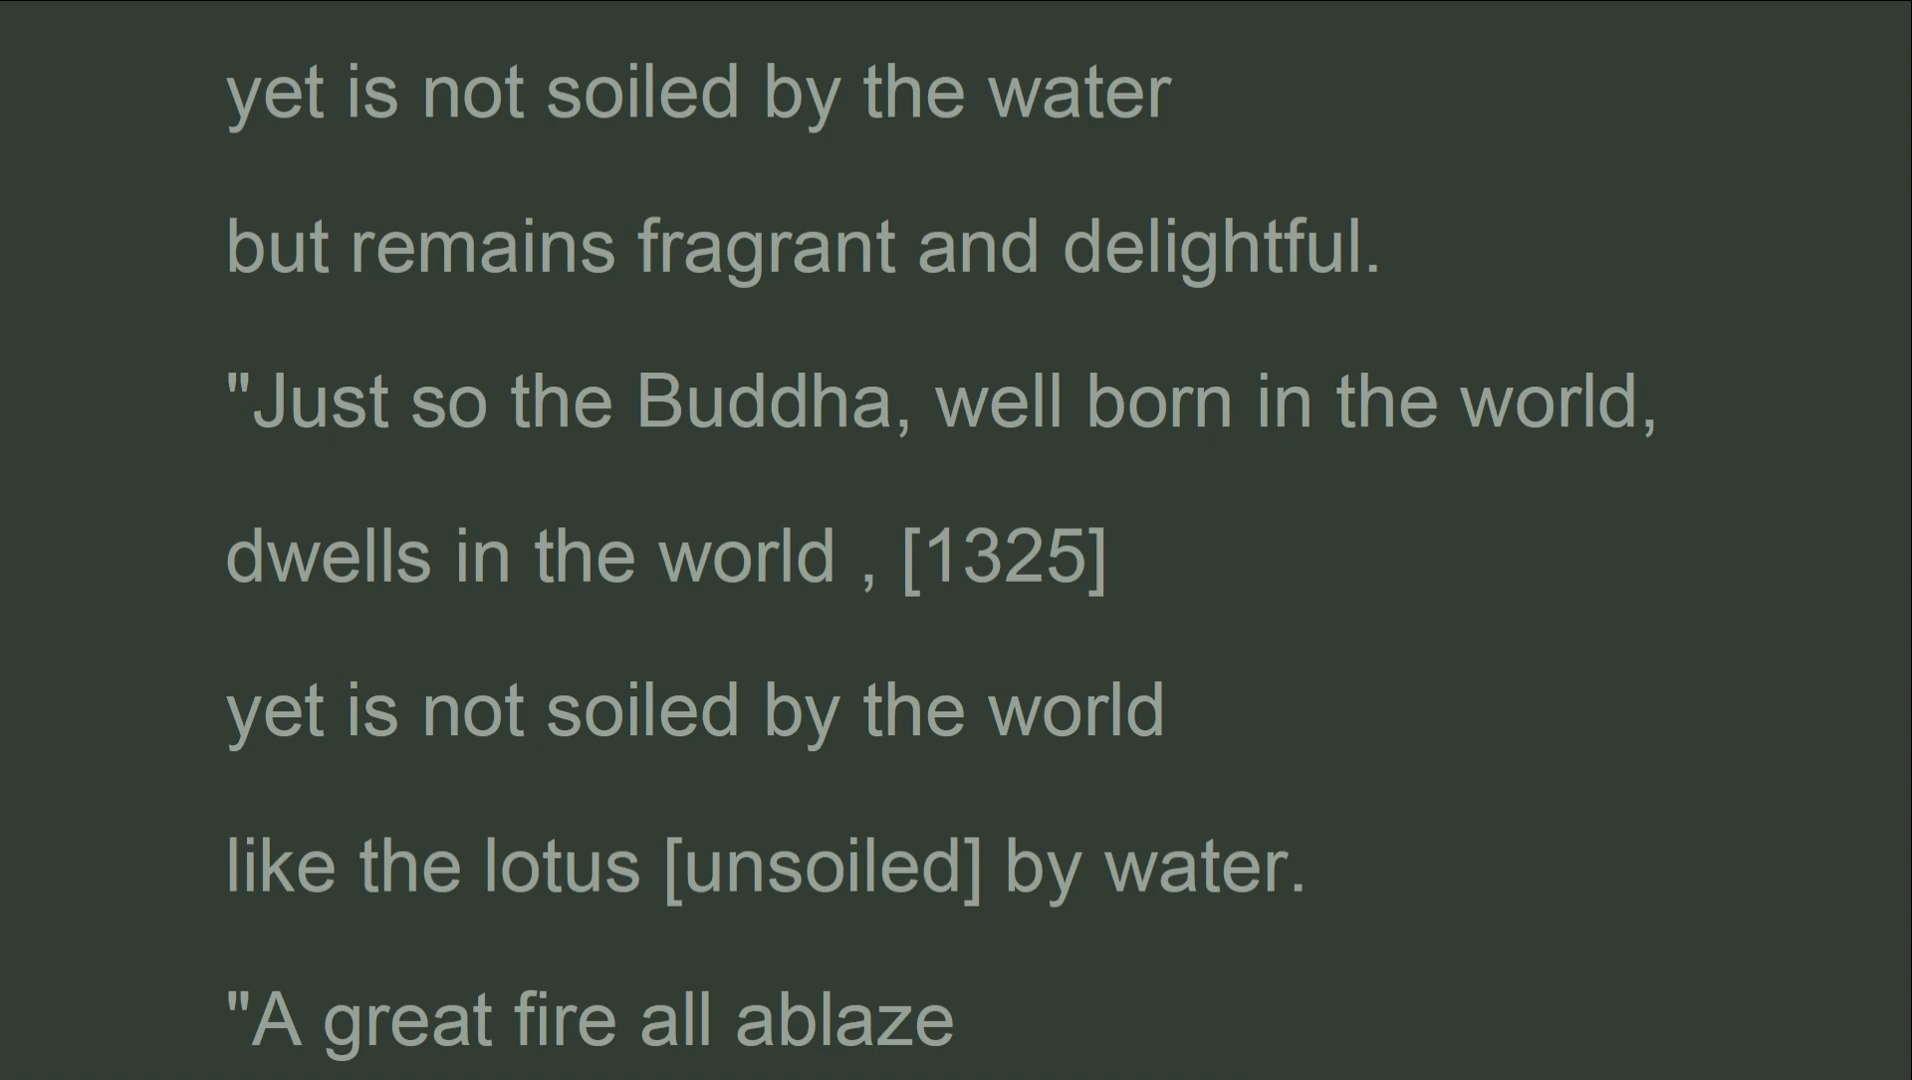 yet is not soiled by the water
but remains fragrant and delightful.
"Just so the Buddha, well born in the world,
dwells in the world , [1325]
yet is not soiled by the world
like the lotus [unsoiled] by water.
"A great fire all ablaze